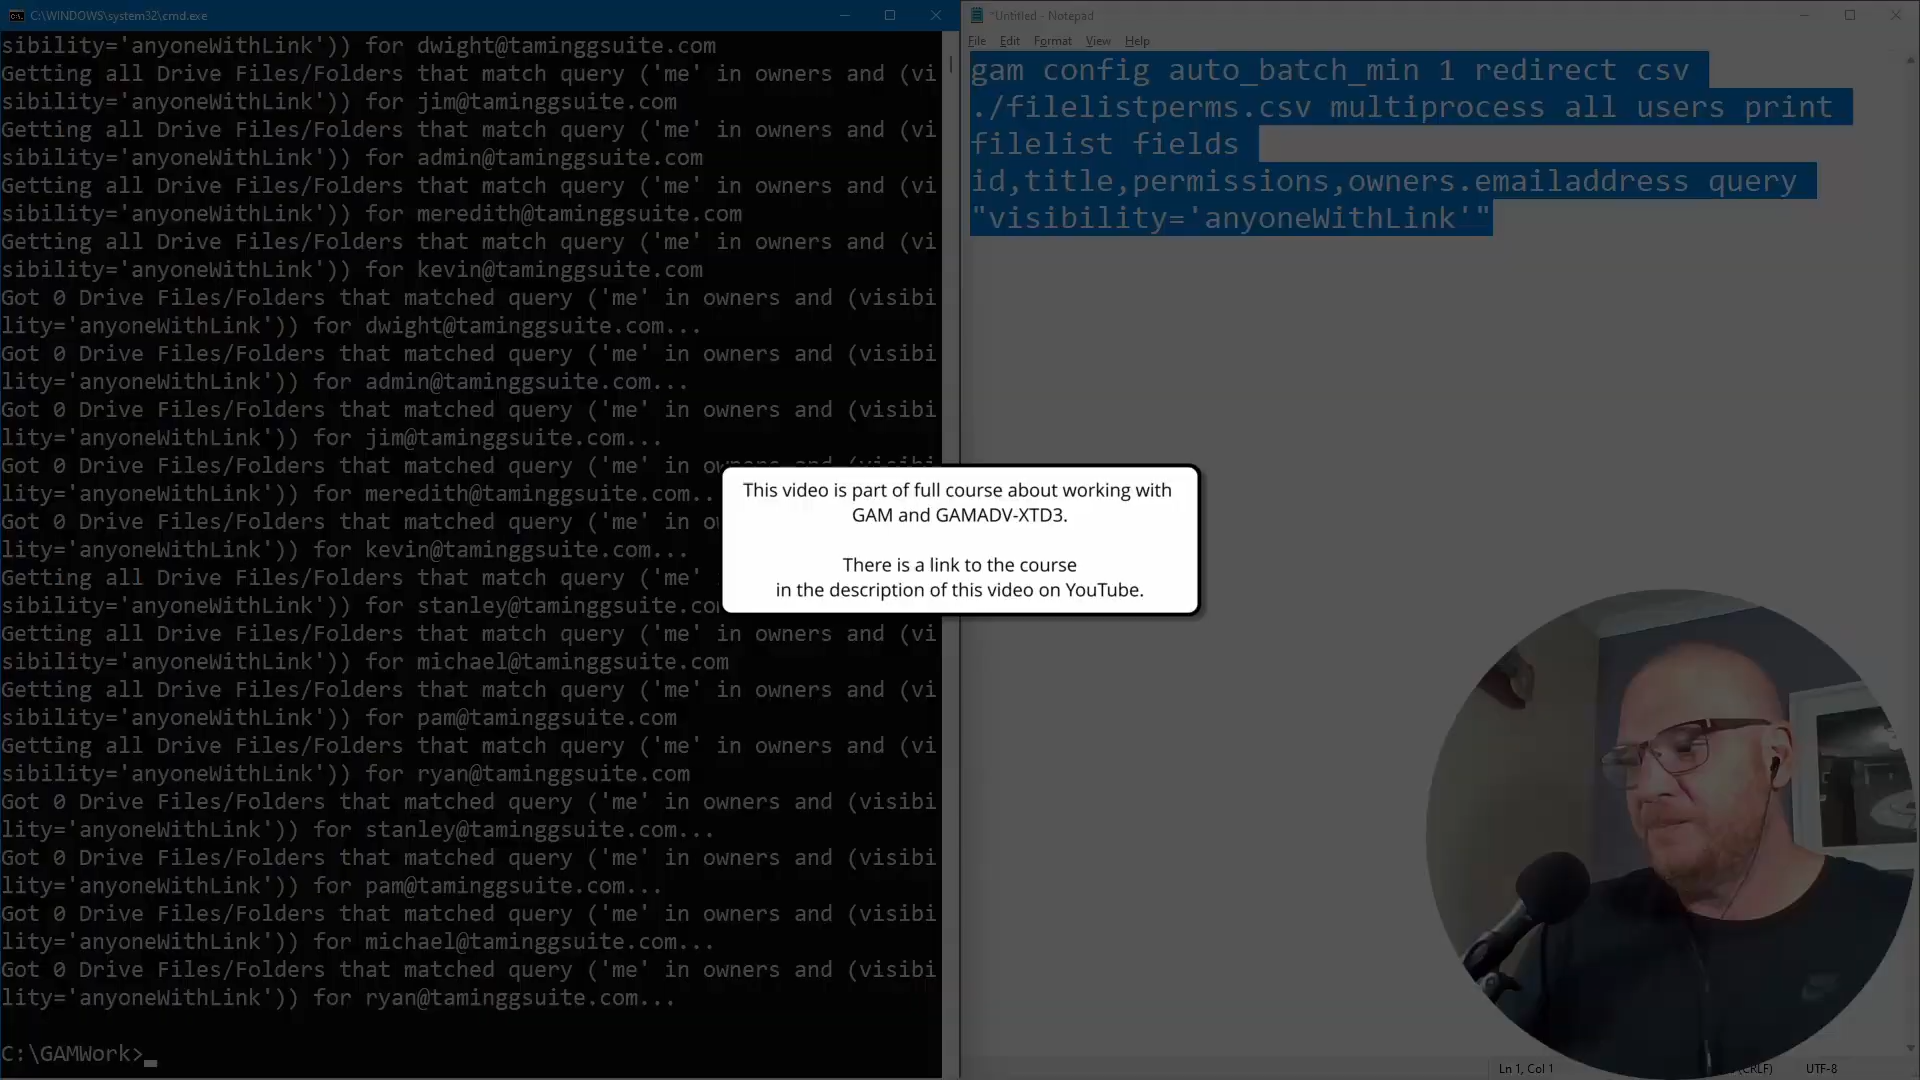 C:\WINDOWS\system32\cmd.exe
sibility='anyoneWithLink')) for dwight@taminggsuite.com
Getting all Drive Files/Folders that match query ('me' in owners and (vi
sibility='anyoneWithLink')) for jim@taminggsuite.com
Getting all Drive Files/Folders that match query ('me' in owners and (vi
sibility='anyoneWithLink')) for admin@taminggsuite.com
Getting all Drive Files/Folders that match query ('me' in owners and (vi
sibility='anyoneWithLink')) for meredith@taminggsuite.com
Getting all Drive Files/Folders that match query ('me' in owners and (vi
sibility='anyoneWithLink')) for kevin@taminggsuite.com
Got 0 Drive Files/Folders that matched query ('me' in owners and (visibi
lity='anyoneWithLink')) for dwight@taminggsuite.com...
Got 0 Drive Files/Folders that matched query ('me' in owners and (visibi
lity='anyoneWithLink')) for admin@taminggsuite.com...
Got 0 Drive Files/Folders that matched query ('me' in owners and (visibi
lity='anyoneWithLink')) for jim@taminggsuite.com...
Got 0 Drive Files/Folders that matched query ('me' in owners and (visibi
lity='anyoneWithLink')) for meredith@taminggsuite.com..
Got 0 Drive Files/Folders that matched query ('me' in o
lity='anyoneWithLink')) for kevin@taminggsuite.com...
Getting all Drive Files/Folders that match query ('me'
sibility='anyoneWithLink')) for stanley@taminggsuite.co
Getting all Drive Files/Folders that match query ('me' in owners and (vi
sibility='anyoneWithLink')) for michael@taminggsuite.com
Getting all Drive Files/Folders that match query ('me' in owners and (vi
sibility='anyoneWithLink')) for pam@taminggsuite.com
Getting all Drive Files/Folders that match query ('me' in owners and (vi
sibility='anyoneWithLink')) for ryan@taminggsuite.com
Got 0 Drive Files/Folders that matched query ('me' in owners and (visibi
lity='anyoneWithLink')) for stanley@taminggsuite.com...
Got 0 Drive Files/Folders that matched query ('me' in owners and (visibi
lity='anyoneWithLink')) for pam@taminggsuite.com...
Got 0 Drive Files/Folders that matched query ('me' in owners and (visibi
lity='anyoneWithLink')) for michael@taminggsuite.com...
Got 0 Drive Files/Folders that matched query ('me' in owners and (visibi
lity='anyoneWithLink')) for ryan@taminggsuite.com...
C:\GAMWork>
*Untitled - Notepad
File Edit Format View Help
gam config auto_batch_min 1 redirect csv
./filelistperms.csv multiprocess all users print
filelist fields
id,title,permissions,owners.emailaddress query
"visibility='anyoneWithLink'"
This video is part of full course about working with
GAM and GAMADV-XTD3.
There is a link to the course
in the description of this video on YouTube.
Ln 1, Col 1
(CRLF)
UTF-8